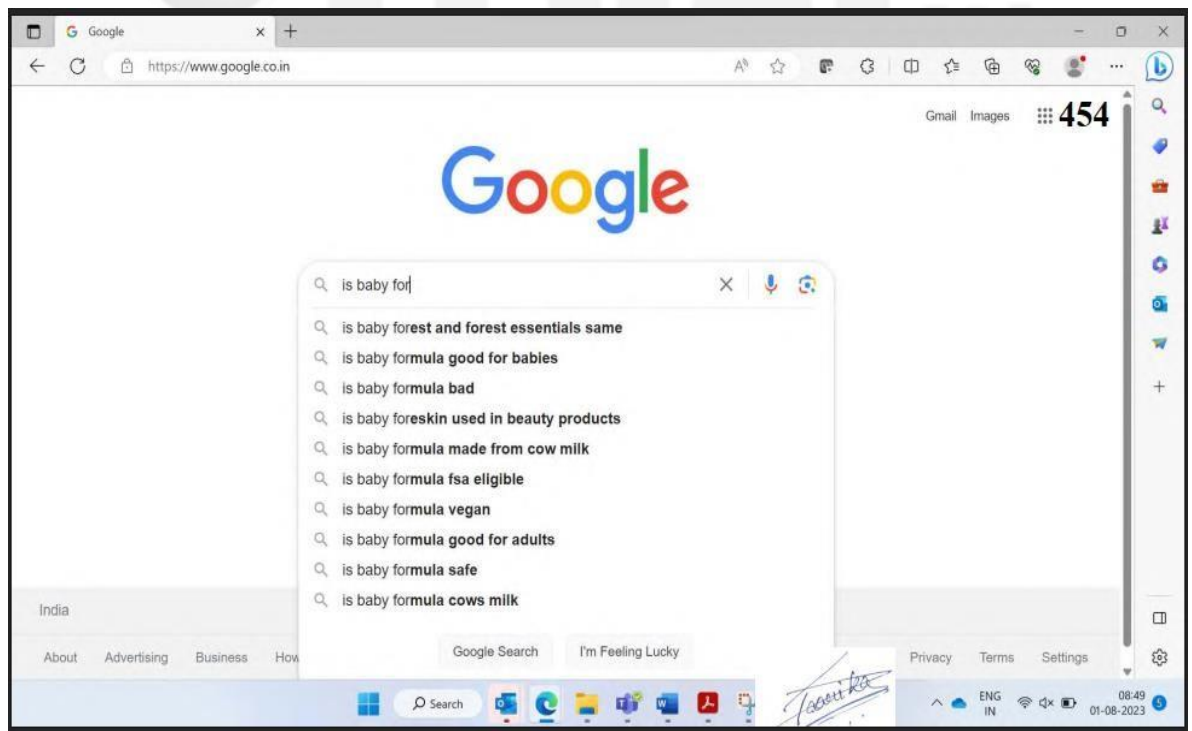 Google
https://www.google.co.in
Gmail Images 454
Google
is baby for
is baby forest and forest essentials same
is baby formula good for babies
is baby formula bad
is baby foreskin used in beauty products
is baby formula made from cow milk
is baby formula fsa eligible
is baby formula vegan
is baby formula good for adults
is baby formula safe
is baby formula cows milk
India
Google Search I'm Feeling Lucky
About Advertising Business How Privacy Terms Settings
Search
ENG
IN
08:49
01-08-2023 5